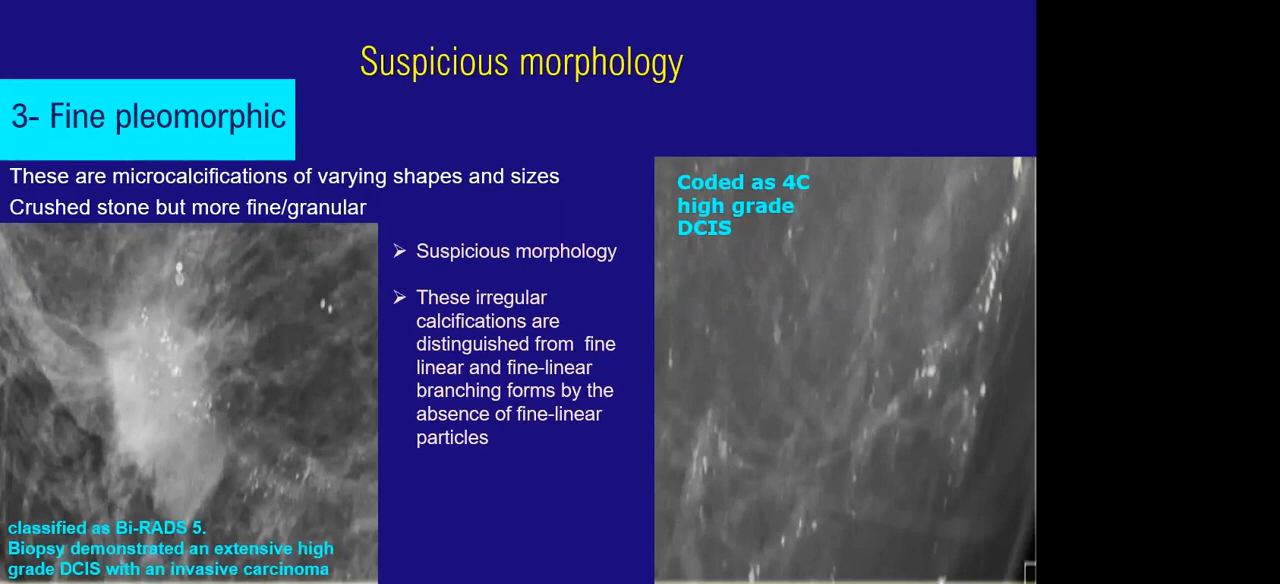 Suspicious morphology
3- Fine pleomorphic
These are microcalcifications of varying shapes and sizes
Crushed stone but more fine/granular
➢ Suspicious morphology
➢ These irregular
calcifications are
distinguished from fine
linear and fine-linear
branching forms by the
absence of fine-linear
particles
classified as Bi-RADS 5.
Biopsy demonstrated an extensive high
grade DCIS with an invasive carcinoma
Coded as 4C
high grade
DCIS